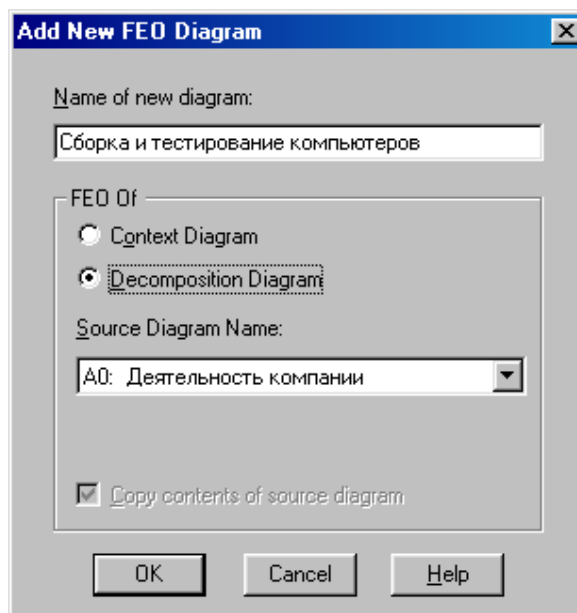 Add New FEO Diagram
Name of new diagram:
Сборка и тестирование компьютеров
FEO Of
Context Diagram
Decomposition Diagram
Source Diagram Name:
A0: Деятельность компании
Copy contents of source diagram
OK Cancel Help